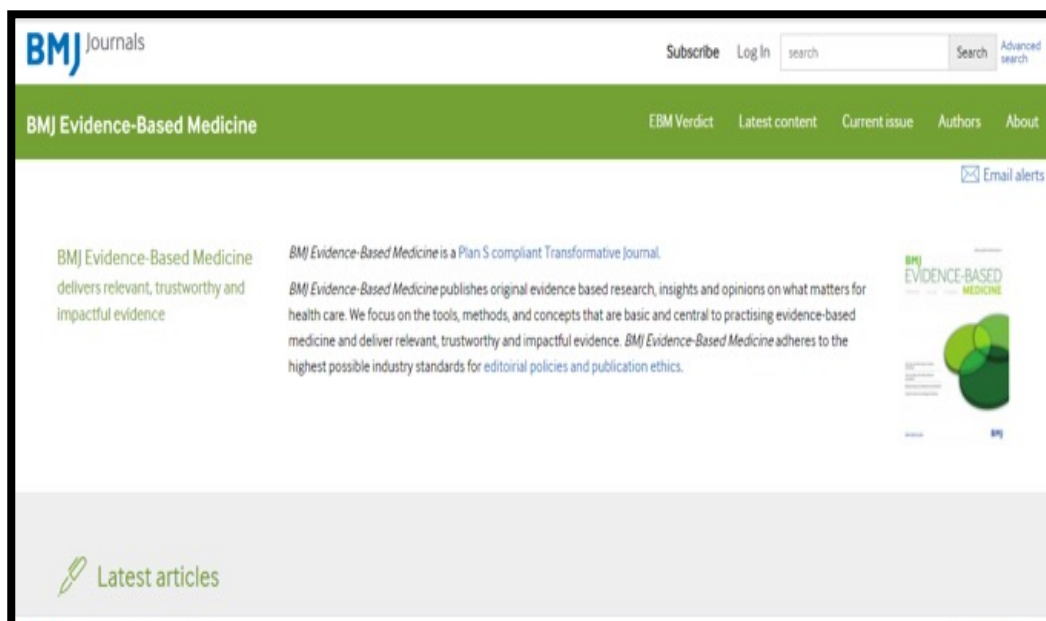 BMJ Journals
Subscribe Log In search Search Advanced search
BMJ Evidence-Based Medicine
EBM Verdict Latest content Current issue Authors About
Email alerts
BMJ Evidence-Based Medicine
delivers relevant, trustworthy and
impactful evidence
BMJ Evidence-Based Medicine is a Plan S compliant Transformative Journal.
BMJ Evidence-Based Medicine publishes original evidence based research, insights and opinions on what matters for
health care. We focus on the tools, methods, and concepts that are basic and central to practising evidence-based
medicine and deliver relevant, trustworthy and impactful evidence. BMJ Evidence-Based Medicine adheres to the
highest possible industry standards for editoirial policies and publication ethics.
BMJ
EVIDENCE-BASED
MEDICINE
BMJ
Latest articles